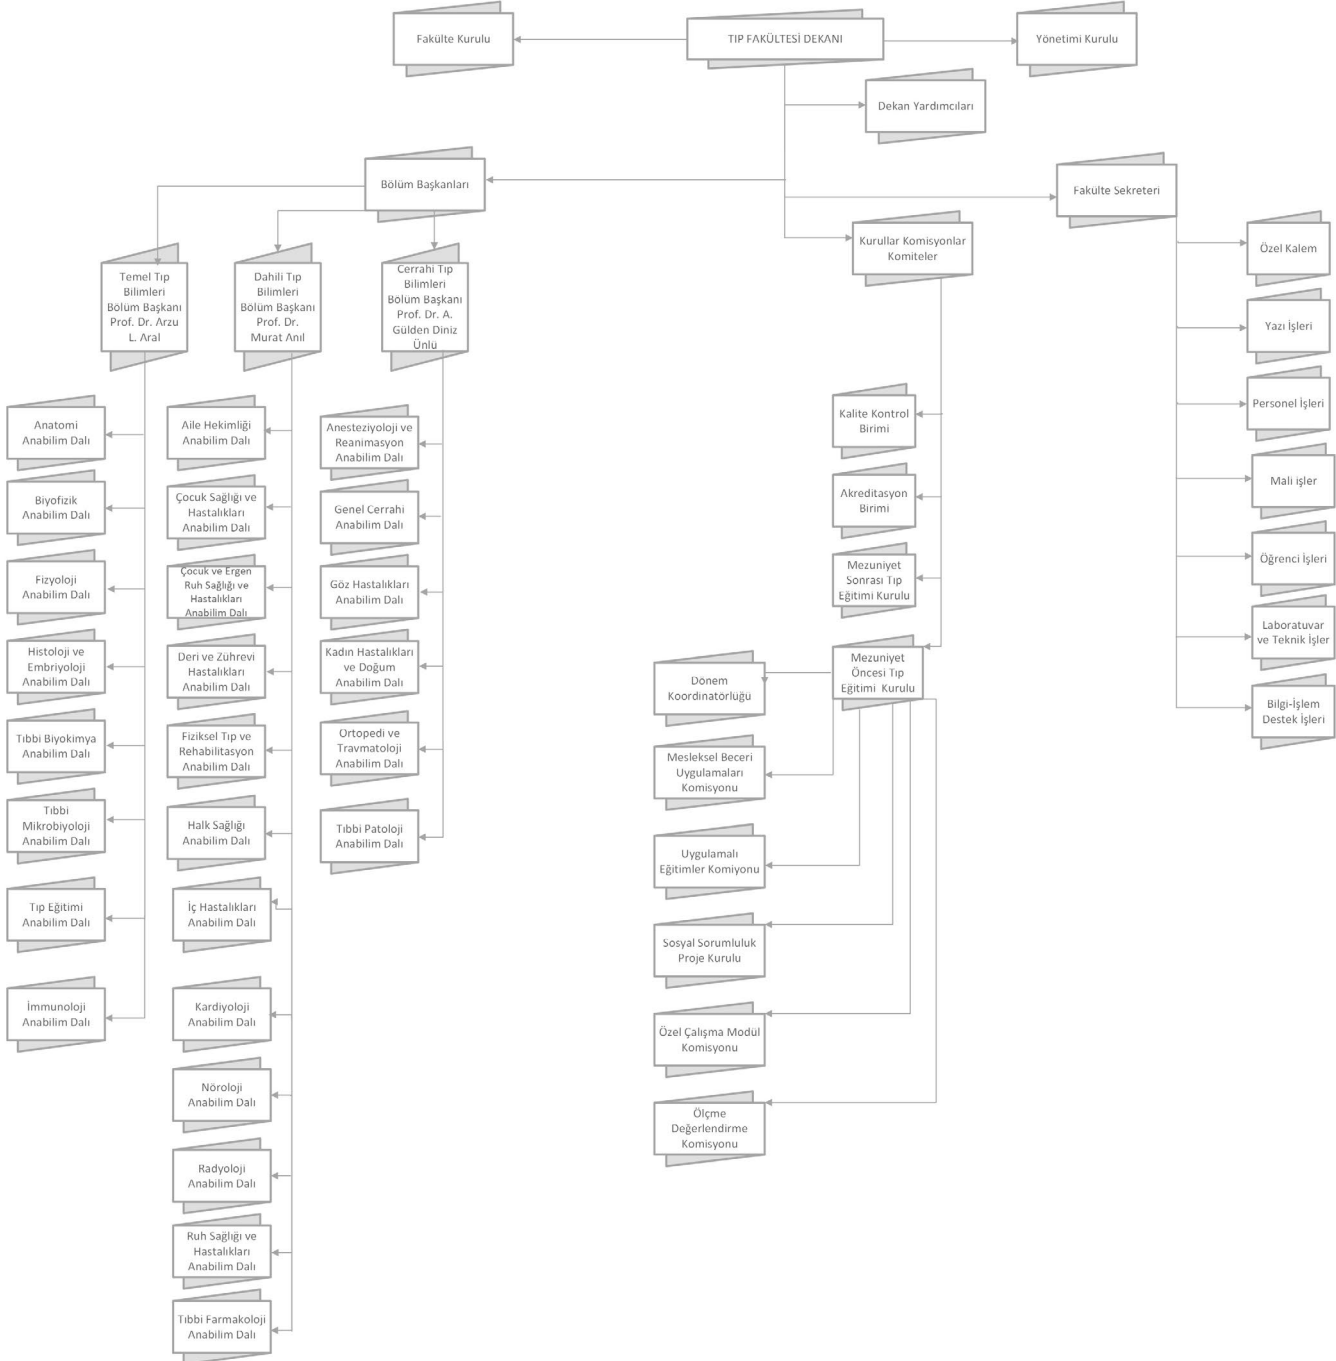 Fakülte Kurulu
TIP FAKÜLTESİ DEKANI
Yönetimi Kurulu
Dekan Yardımcıları
Bölüm Başkanları
Fakülte Sekreteri
Kurullar Komisyonlar
Komiteler
Temel Tıp
Bilimleri
Bölüm Başkanı
Prof. Dr. Arzu
L. Aral
Dahili Tıp
Bilimleri
Bölüm Başkanı
Prof. Dr.
Murat Anıl
Cerrahi Tıp
Bilimleri
Bölüm Başkanı
Prof. Dr. A.
Gülden Diniz
Ünlü
Anatomi
Anabilim Dalı
Biyofizik
Anabilim Dalı
Fizyoloji
Anabilim Dalı
Histoloji ve
Embriyoloji
Anabilim Dalı
Tıbbi Biyokimya
Anabilim Dalı
Tıbbi
Mikrobiyoloji
Anabilim Dalı
Tıp Eğitimi
Anabilim Dalı
İmmunoloji
Anabilim Dalı
Aile Hekimliği
Anabilim Dalı
Çocuk Sağlığı ve
Hastalıkları
Anabilim Dalı
Çocuk ve Ergen
Ruh Sağlığı ve
Hastalıkları
Anabilim Dalı
Deri ve Zührevi
Hastalıkları
Anabilim Dalı
Fiziksel Tıp ve
Rehabilitasyon
Anabilim Dalı
Halk Sağlığı
Anabilim Dalı
İç Hastalıkları
Anabilim Dalı
Kardiyoloji
Anabilim Dalı
Nöroloji
Anabilim Dalı
Radyoloji
Anabilim Dalı
Ruh Sağlığı ve
Hastalıkları
Anabilim Dalı
Tıbbi Farmakoloji
Anabilim Dalı
Anesteziyoloji ve
Reanimasyon
Anabilim Dalı
Genel Cerrahi
Anabilim Dalı
Göz Hastalıkları
Anabilim Dalı
Kadın Hastalıkları
ve Doğum
Anabilim Dalı
Ortopedi ve
Travmatoloji
Anabilim Dalı
Tıbbi Patoloji
Anabilim Dalı
Kalite Kontrol
Birimi
Akreditasyon
Birimi
Mezuniyet
Sonrası Tıp
Eğitimi Kurulu
Mezuniyet
Öncesi Tıp
Eğitimi Kurulu
Dönem
Koordinatörlüğü
Mesleksel Beceri
Uygulamaları
Komisyonu
Uygulamalı
Eğitimler Komiyonu
Sosyal Sorumluluk
Proje Kurulu
Özel Çalışma Modül
Komisyonu
Ölçme
Değerlendirme
Komisyonu
Özel Kalem
Yazı İşleri
Personel İşleri
Mali işler
Öğrenci İşleri
Laboratuvar
ve Teknik İşler
Bilgi-İşlem
Destek İşleri